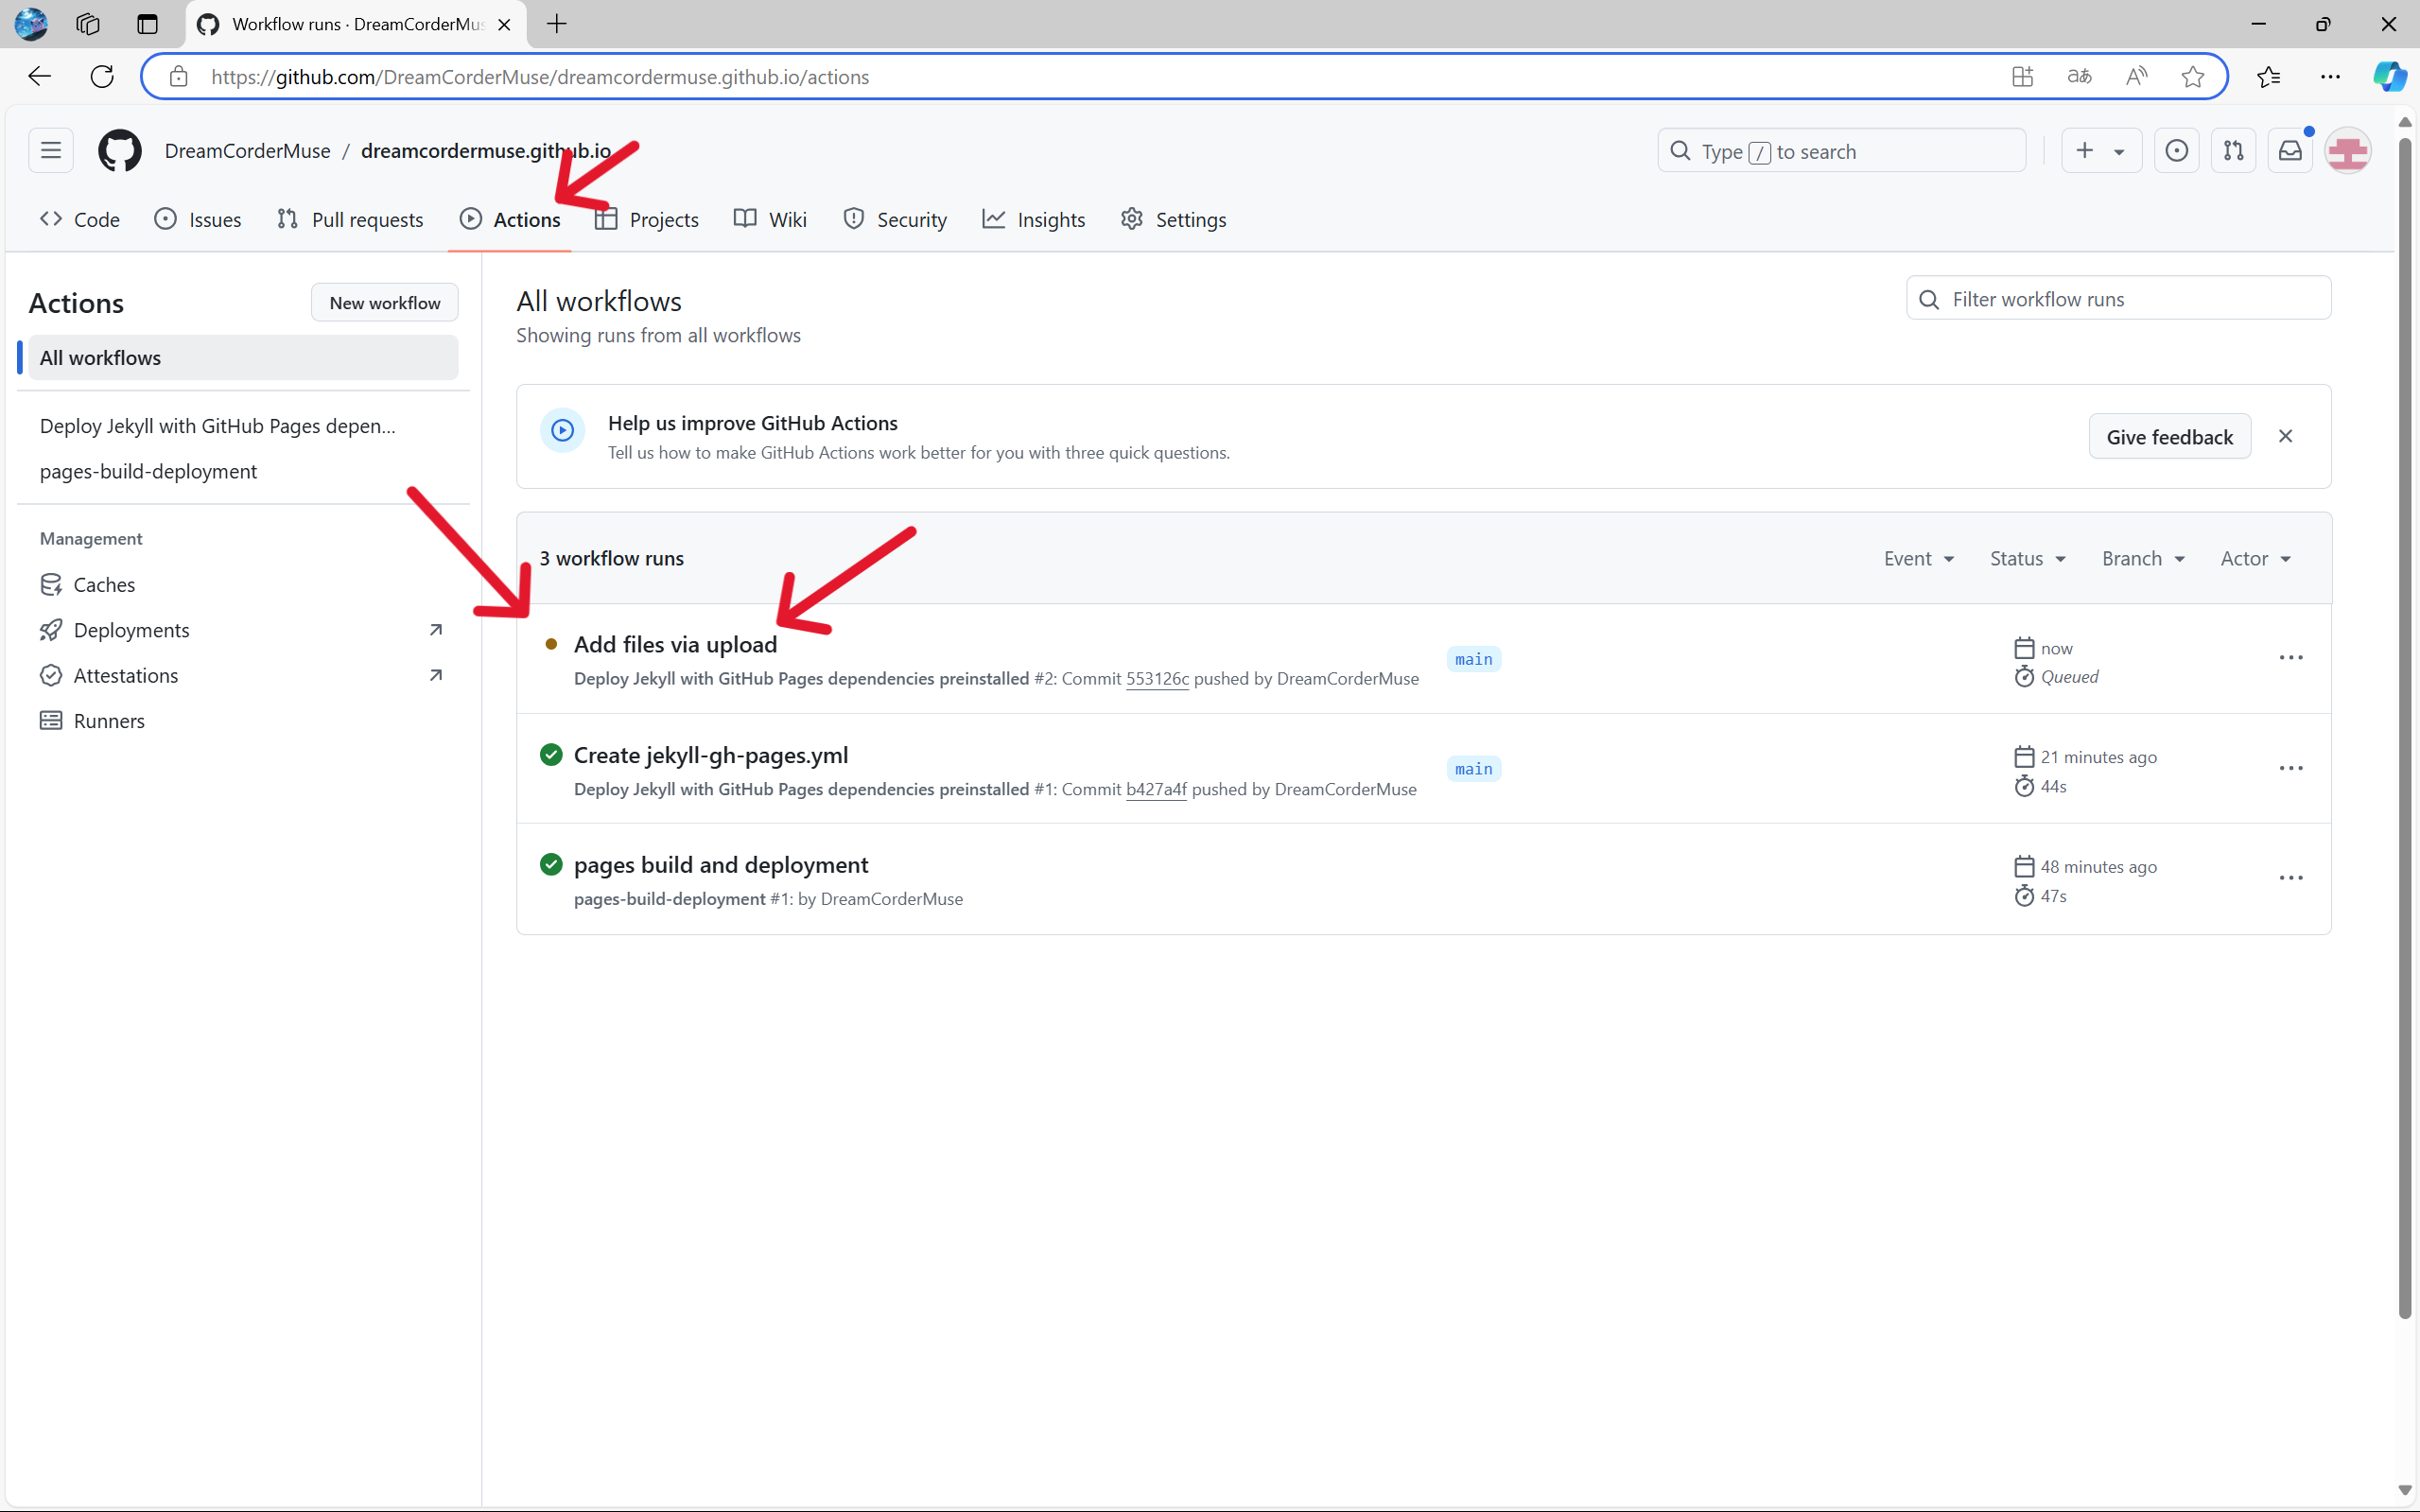 Workflow runs · DreamCorderMus
https://github.com/DreamCorderMuse/dreamcordermuse.github.io/actions
DreamCorderMuse / dreamcordermuse.github.io
Type / to search
Code
Issues
Pull requests
Actions
Projects
Wiki
Security
Insights
Settings
Actions
New workflow
All workflows
Deploy Jekyll with GitHub Pages depen...
pages-build-deployment
Management
Caches
Deployments
Attestations
Runners
All workflows
Showing runs from all workflows
Filter workflow runs
Help us improve GitHub Actions
Tell us how to make GitHub Actions work better for you with three quick questions.
Give feedback
3 workflow runs
Event
Status
Branch
Actor
Add files via upload
Deploy Jekyll with GitHub Pages dependencies preinstalled #2: Commit 553126c pushed by DreamCorderMuse
main
now
Queued
Create jekyll-gh-pages.yml
Deploy Jekyll with GitHub Pages dependencies preinstalled #1: Commit b427a4f pushed by DreamCorderMuse
main
21 minutes ago
44s
pages build and deployment
pages-build-deployment #1: by DreamCorderMuse
48 minutes ago
47s